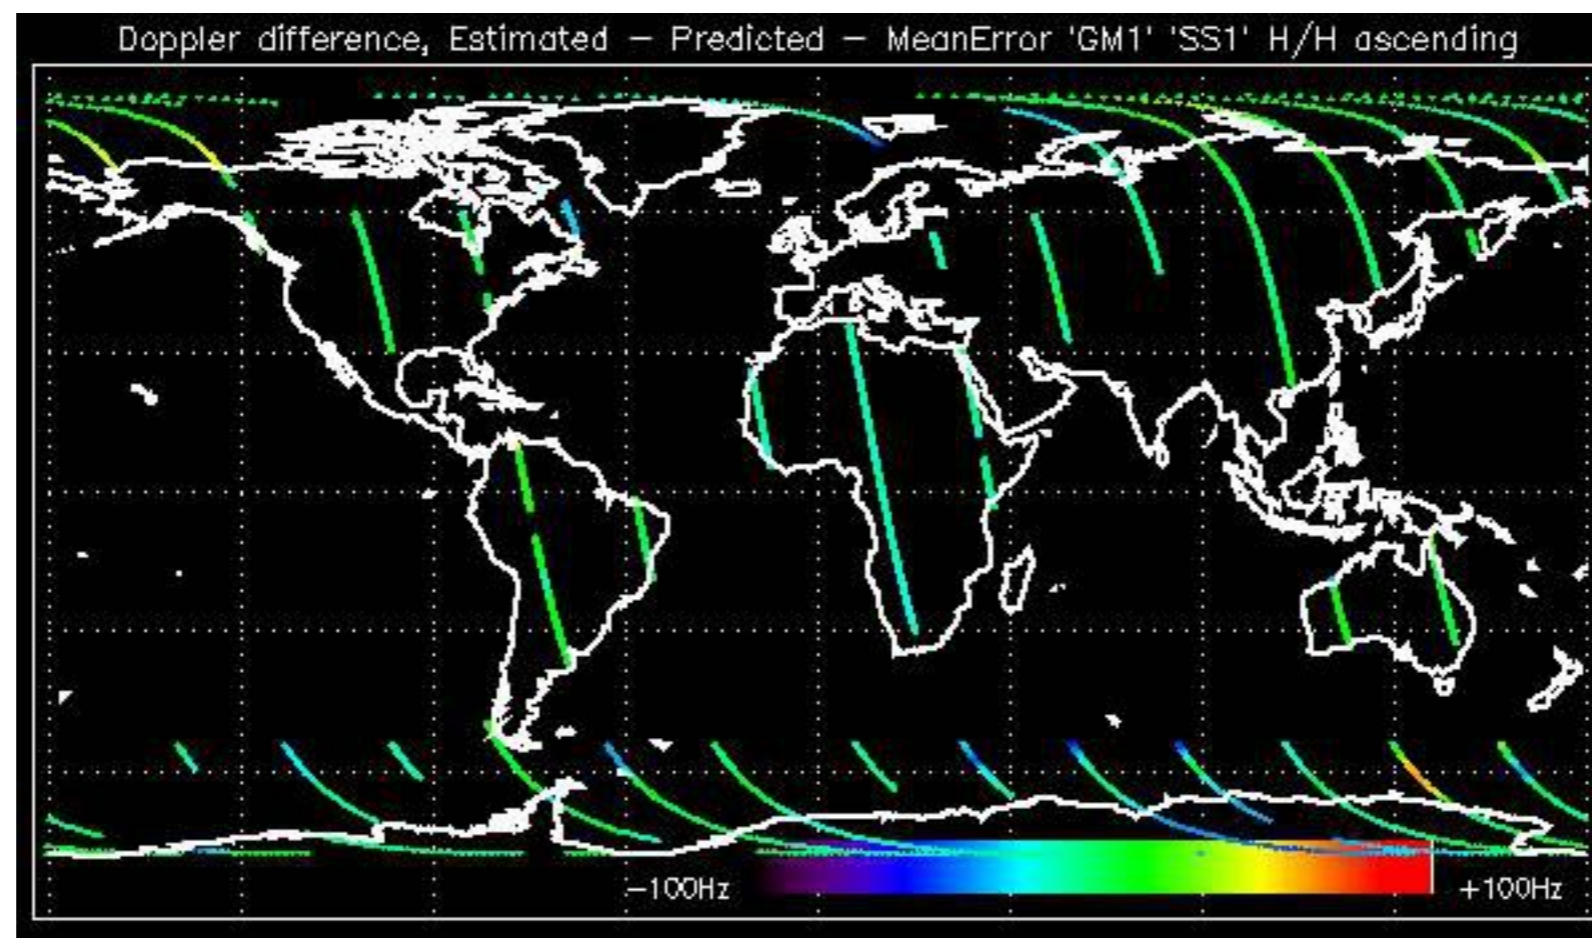 Doppler difference, Estimated − Predicted − MeanError 'GM1' 'SS1' H/H ascending
−100Hz +100Hz